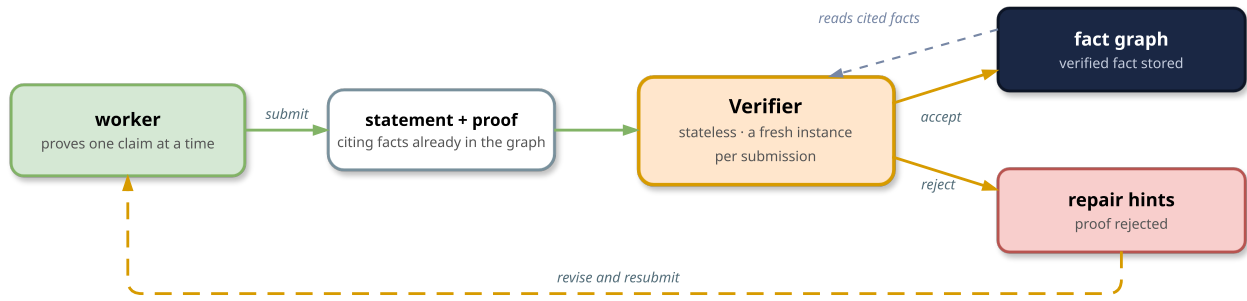 reads cited facts
fact graph
verified fact stored
worker
proves one claim at a time
submit
statement + proof
citing facts already in the graph
Verifier
stateless · a fresh instance
per submission
accept
reject
repair hints
proof rejected
revise and resubmit